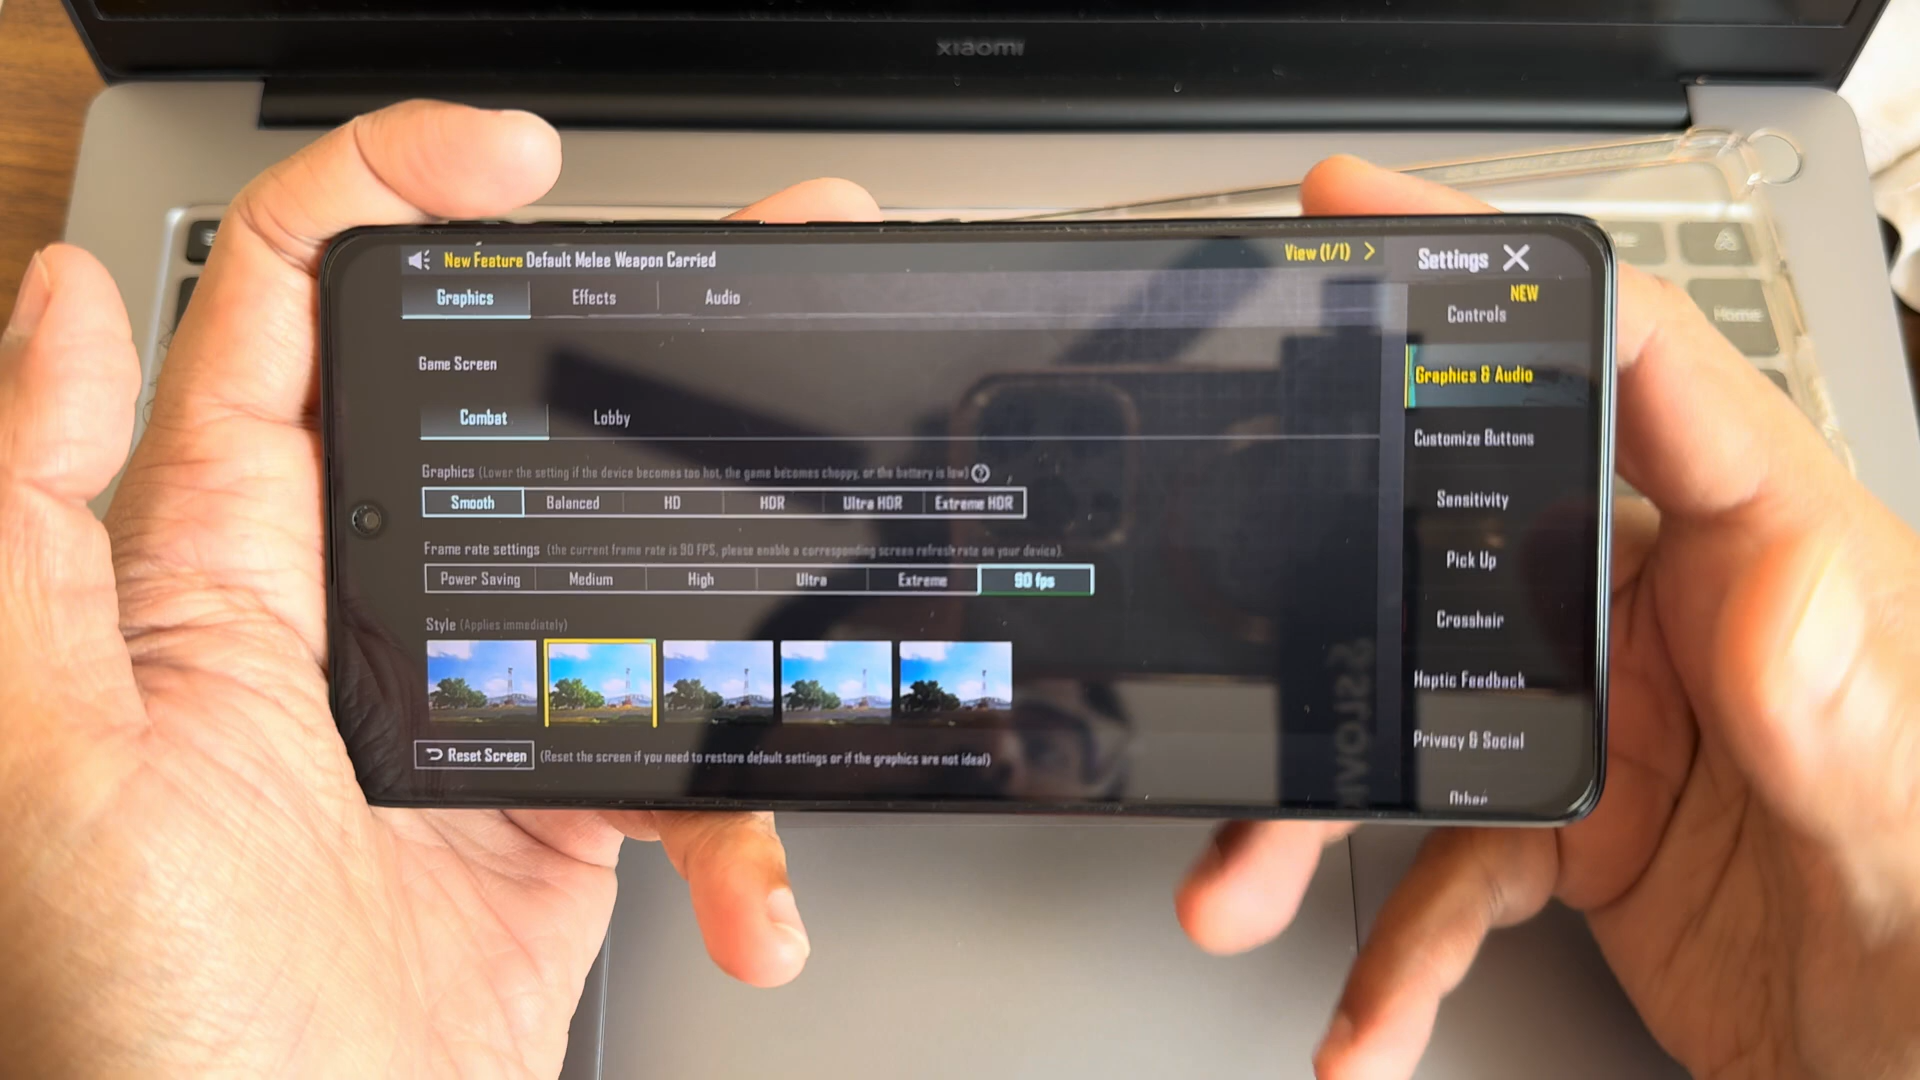 xiaomi
New Feature Default Melee Weapon Carried
View (1/1)
Settings
Graphics
Effects
Audio
NEW
Controls
Game Screen
Graphics & Audio
Combat
Lobby
Customize Buttons
Graphics (Lower the setting if the device becomes too hot, the game becomes choppy, or the battery is low)
Smooth Balanced HD HDR Ultra HDR Extreme HDR
Sensitivity
Frame rate settings (the current frame rate is 90 FPS, please enable a corresponding screen refresh rate on your device).
Pick Up
Power Saving Medium High Ultra Extreme 90 fps
Style (Applies immediately)
Crosshair
Haptic Feedback
Privacy & Social
Reset Screen (Reset the screen if you need to restore default settings or if the graphics are not ideal)
Other
Home